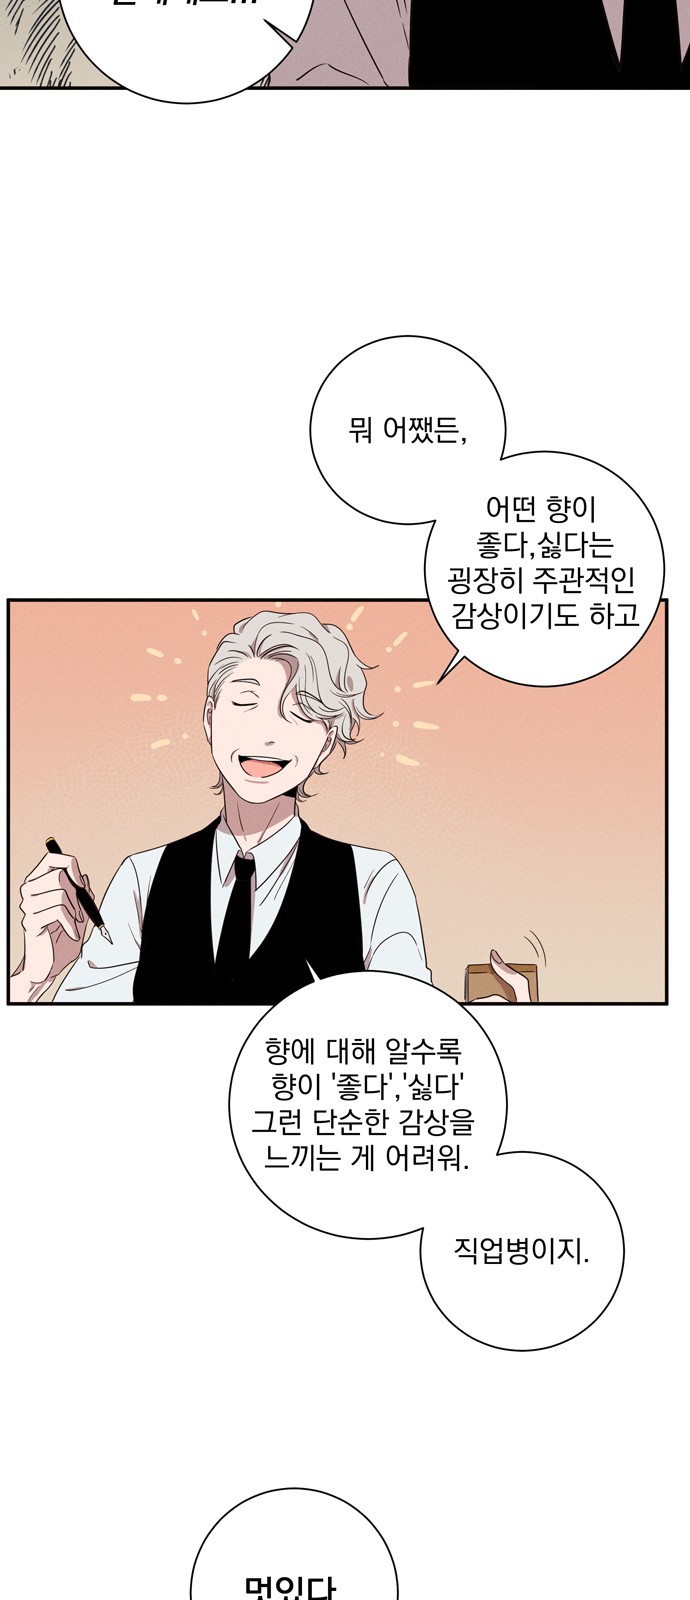 뭐 어쨌든,
어떤 향이
좋다,싫다는
굉장히 주관적인
감상이기도 하고
향에 대해 알수록
향이 '좋다','싫다'
그런 단순한 감상을
느끼는 게 어려워.
직업병이지.
멋있다